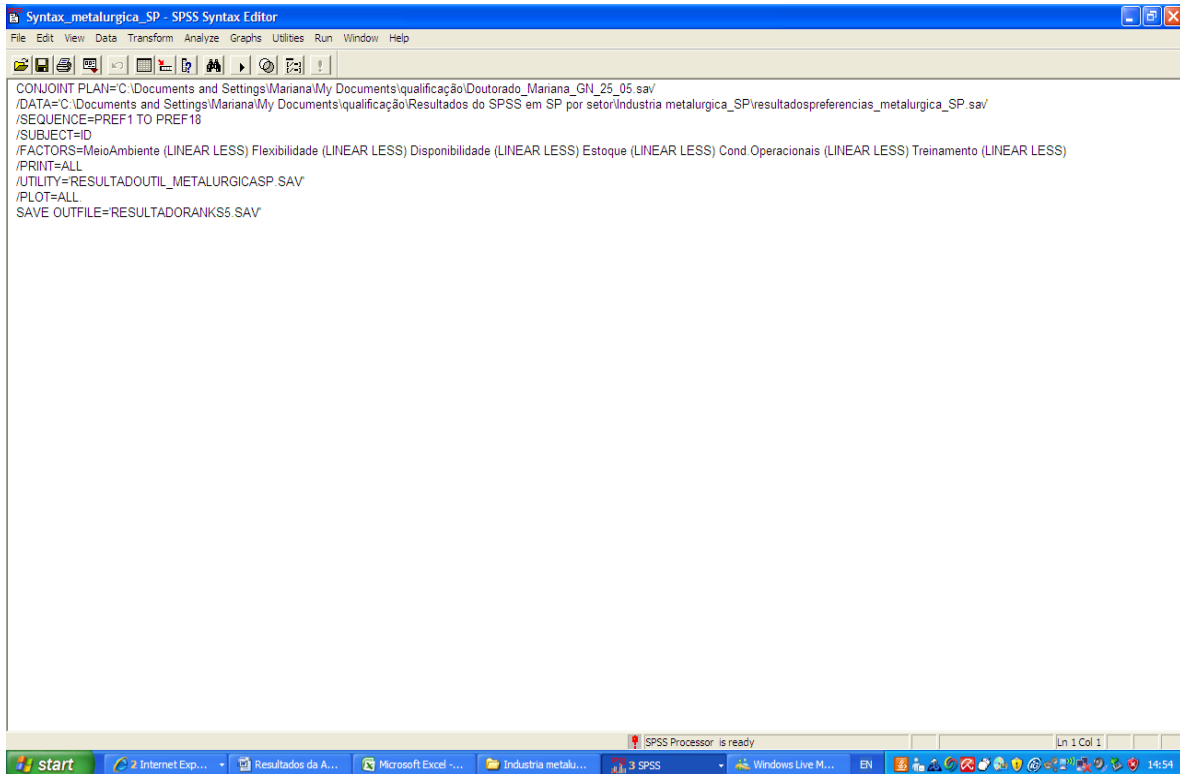 Syntax_metalurgica_SP - SPSS Syntax Editor
File Edit View Data Transform Analyze Graphs Utilities Run Window Help
CONJOINT PLAN='C:\Documents and Settings\Mariana\My Documents\qualificação\Doutorado_Mariana_GN_25_05.sav'
/DATA='C:\Documents and Settings\Mariana\My Documents\qualificação\Resultados do SPSS em SP por setor\Industria metalurgica_SP\resultadospreferencias_metalurgica_SP.sav'
/SEQUENCE=PREF1 TO PREF18
/SUBJECT=ID
/FACTORS=MeioAmbiente (LINEAR LESS) Flexibilidade (LINEAR LESS) Disponibilidade (LINEAR LESS) Estoque (LINEAR LESS) Cond.Operacionais (LINEAR LESS) Treinamento (LINEAR LESS)
/PRINT=ALL
/UTILITY='RESULTADOUTIL_METALURGICASP.SAV'
/PLOT=ALL.
SAVE OUTFILE='RESULTADORANKS5.SAV'
SPSS Processor is ready
Ln 1 Col 1
start 2 Internet Exp... Resultados da A... Microsoft Excel -... Industria metalu... 3 SPSS Windows Live M... EN 14:54